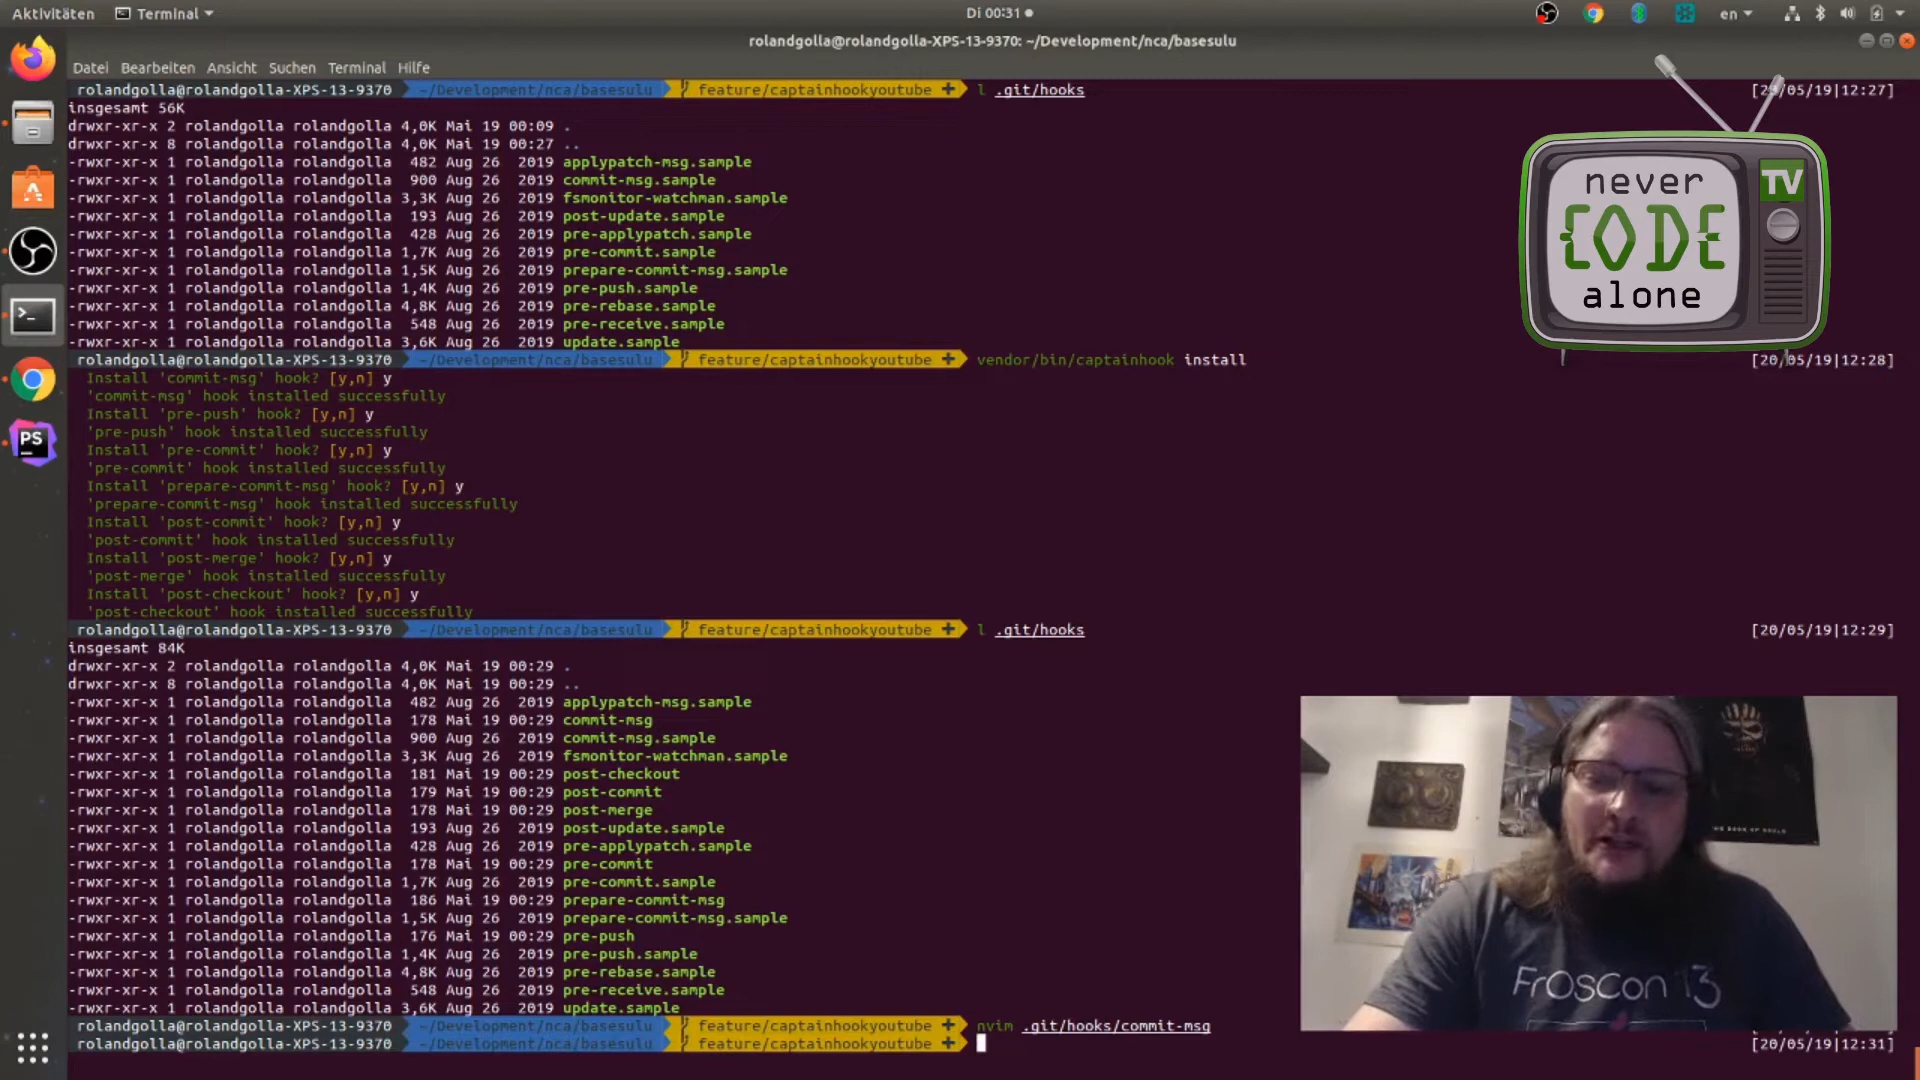 Aktivitäten Terminal Di 00:31 en
rolandgolla@rolandgolla-XPS-13-9370: ~/Development/nca/basesulu
Datei Bearbeiten Ansicht Suchen Terminal Hilfe
rolandgolla@rolandgolla-XPS-13-9370 ~/Development/nca/basesulu feature/captainhookyoutube + l .git/hooks /05/19|12:27]
insgesamt 56K
drwxr-xr-x 2 rolandgolla rolandgolla 4,0K Mai 19 00:09 .
drwxr-xr-x 8 rolandgolla rolandgolla 4,0K Mai 19 00:27 ..
-rwxr-xr-x 1 rolandgolla rolandgolla 482 Aug 26 2019 applypatch-msg.sample
-rwxr-xr-x 1 rolandgolla rolandgolla 900 Aug 26 2019 commit-msg.sample
-rwxr-xr-x 1 rolandgolla rolandgolla 3,3K Aug 26 2019 fsmonitor-watchman.sample
-rwxr-xr-x 1 rolandgolla rolandgolla 193 Aug 26 2019 post-update.sample
-rwxr-xr-x 1 rolandgolla rolandgolla 428 Aug 26 2019 pre-applypatch.sample
-rwxr-xr-x 1 rolandgolla rolandgolla 1,7K Aug 26 2019 pre-commit.sample
-rwxr-xr-x 1 rolandgolla rolandgolla 1,5K Aug 26 2019 prepare-commit-msg.sample
-rwxr-xr-x 1 rolandgolla rolandgolla 1,4K Aug 26 2019 pre-push.sample
-rwxr-xr-x 1 rolandgolla rolandgolla 4,8K Aug 26 2019 pre-rebase.sample
-rwxr-xr-x 1 rolandgolla rolandgolla 548 Aug 26 2019 pre-receive.sample
-rwxr-xr-x 1 rolandgolla rolandgolla 3,6K Aug 26 2019 update.sample
never
CODE
alone
TV
rolandgolla@rolandgolla-XPS-13-9370 ~/Development/nca/basesulu feature/captainhookyoutube + vendor/bin/captainhook install [20/05/19|12:28]
Install 'commit-msg' hook? [y,n] y
'commit-msg' hook installed successfully
Install 'pre-push' hook? [y,n] y
'pre-push' hook installed successfully
Install 'pre-commit' hook? [y,n] y
'pre-commit' hook installed successfully
Install 'prepare-commit-msg' hook? [y,n] y
'prepare-commit-msg' hook installed successfully
Install 'post-commit' hook? [y,n] y
'post-commit' hook installed successfully
Install 'post-merge' hook? [y,n] y
'post-merge' hook installed successfully
Install 'post-checkout' hook? [y,n] y
'post-checkout' hook installed successfully
rolandgolla@rolandgolla-XPS-13-9370 ~/Development/nca/basesulu feature/captainhookyoutube + l .git/hooks [20/05/19|12:29]
insgesamt 84K
drwxr-xr-x 2 rolandgolla rolandgolla 4,0K Mai 19 00:29 .
drwxr-xr-x 8 rolandgolla rolandgolla 4,0K Mai 19 00:29 ..
-rwxr-xr-x 1 rolandgolla rolandgolla 482 Aug 26 2019 applypatch-msg.sample
-rwxr-xr-x 1 rolandgolla rolandgolla 178 Mai 19 00:29 commit-msg
-rwxr-xr-x 1 rolandgolla rolandgolla 900 Aug 26 2019 commit-msg.sample
-rwxr-xr-x 1 rolandgolla rolandgolla 3,3K Aug 26 2019 fsmonitor-watchman.sample
-rwxr-xr-x 1 rolandgolla rolandgolla 181 Mai 19 00:29 post-checkout
-rwxr-xr-x 1 rolandgolla rolandgolla 179 Mai 19 00:29 post-commit
-rwxr-xr-x 1 rolandgolla rolandgolla 178 Mai 19 00:29 post-merge
-rwxr-xr-x 1 rolandgolla rolandgolla 193 Aug 26 2019 post-update.sample
-rwxr-xr-x 1 rolandgolla rolandgolla 428 Aug 26 2019 pre-applypatch.sample
-rwxr-xr-x 1 rolandgolla rolandgolla 178 Mai 19 00:29 pre-commit
-rwxr-xr-x 1 rolandgolla rolandgolla 1,7K Aug 26 2019 pre-commit.sample
-rwxr-xr-x 1 rolandgolla rolandgolla 186 Mai 19 00:29 prepare-commit-msg
-rwxr-xr-x 1 rolandgolla rolandgolla 1,5K Aug 26 2019 prepare-commit-msg.sample
-rwxr-xr-x 1 rolandgolla rolandgolla 176 Mai 19 00:29 pre-push
-rwxr-xr-x 1 rolandgolla rolandgolla 1,4K Aug 26 2019 pre-push.sample
-rwxr-xr-x 1 rolandgolla rolandgolla 4,8K Aug 26 2019 pre-rebase.sample
-rwxr-xr-x 1 rolandgolla rolandgolla 548 Aug 26 2019 pre-receive.sample
-rwxr-xr-x 1 rolandgolla rolandgolla 3,6K Aug 26 2019 update.sample
rolandgolla@rolandgolla-XPS-13-9370 ~/Development/nca/basesulu feature/captainhookyoutube + nvim .git/hooks/commit-msg
rolandgolla@rolandgolla-XPS-13-9370 ~/Development/nca/basesulu feature/captainhookyoutube + [20/05/19|12:31]
PS
FrOSCon 13